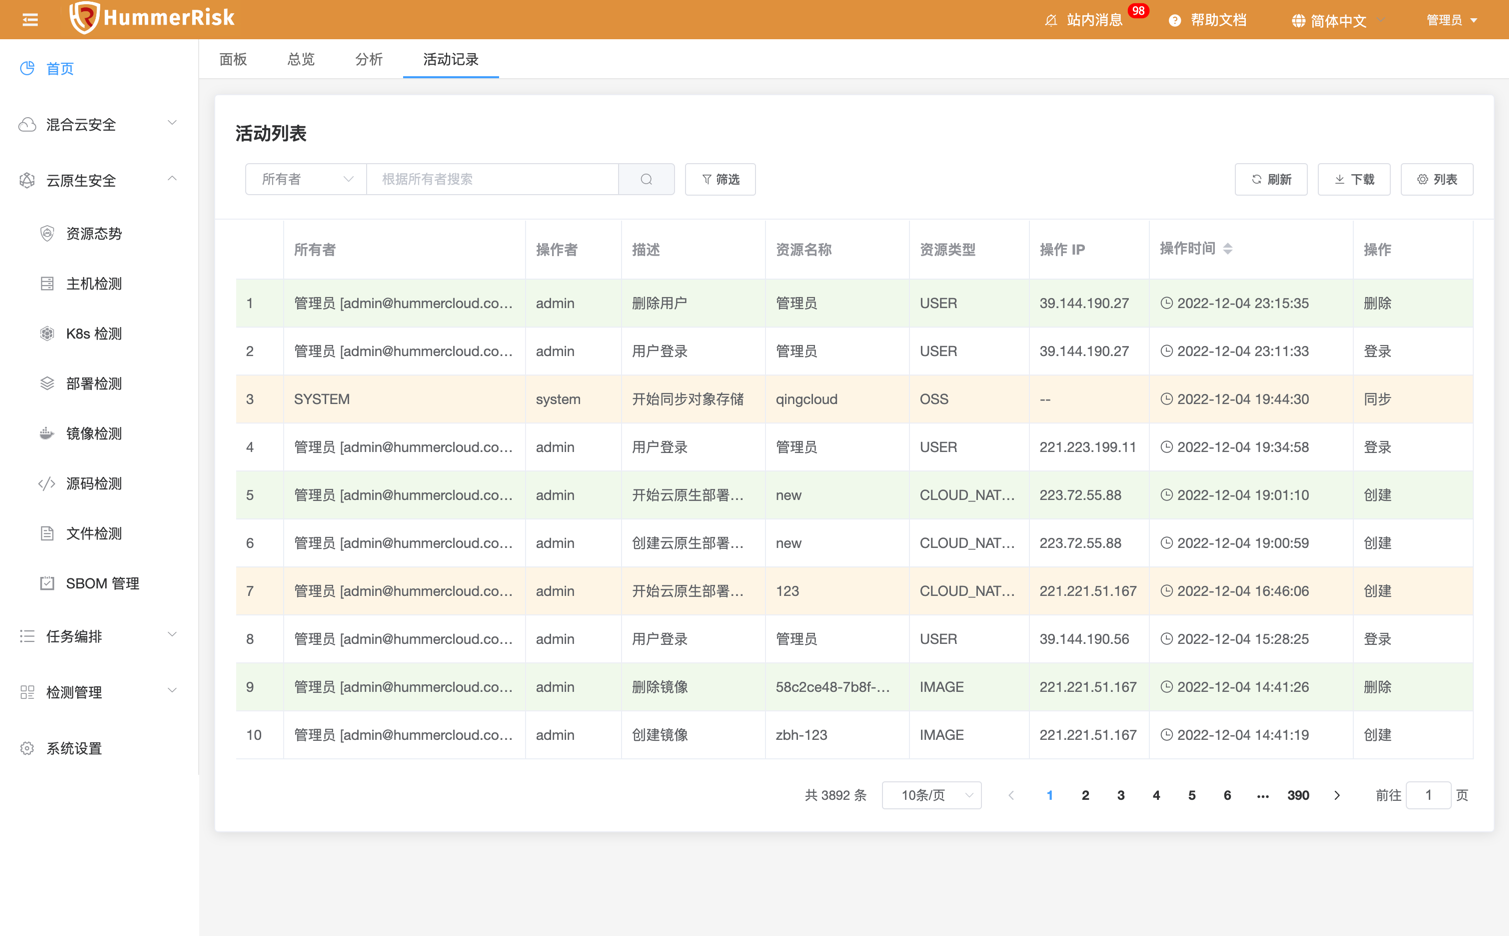 HummerRisk
站内消息 98
帮助文档
简体中文
管理员
首页
混合云安全
云原生安全
资源态势
主机检测
K8s 检测
部署检测
镜像检测
源码检测
文件检测
SBOM 管理
任务编排
检测管理
系统设置
面板 总览 分析 活动记录
活动列表
所有者 根据所有者搜索 筛选 刷新 下载 列表
所有者 操作者 描述 资源名称 资源类型 操作 IP 操作时间 操作
1 管理员 [admin@hummercloud.co... admin 删除用户 管理员 USER 39.144.190.27 2022-12-04 23:15:35 删除
2 管理员 [admin@hummercloud.co... admin 用户登录 管理员 USER 39.144.190.27 2022-12-04 23:11:33 登录
3 SYSTEM system 开始同步对象存储 qingcloud OSS -- 2022-12-04 19:44:30 同步
4 管理员 [admin@hummercloud.co... admin 用户登录 管理员 USER 221.223.199.11 2022-12-04 19:34:58 登录
5 管理员 [admin@hummercloud.co... admin 开始云原生部署... new CLOUD_NAT... 223.72.55.88 2022-12-04 19:01:10 创建
6 管理员 [admin@hummercloud.co... admin 创建云原生部署... new CLOUD_NAT... 223.72.55.88 2022-12-04 19:00:59 创建
7 管理员 [admin@hummercloud.co... admin 开始云原生部署... 123 CLOUD_NAT... 221.221.51.167 2022-12-04 16:46:06 创建
8 管理员 [admin@hummercloud.co... admin 用户登录 管理员 USER 39.144.190.56 2022-12-04 15:28:25 登录
9 管理员 [admin@hummercloud.co... admin 删除镜像 58c2ce48-7b8f-... IMAGE 221.221.51.167 2022-12-04 14:41:26 删除
10 管理员 [admin@hummercloud.co... admin 创建镜像 zbh-123 IMAGE 221.221.51.167 2022-12-04 14:41:19 创建
共 3892 条 10条/页 1 2 3 4 5 6 ... 390 前往 1 页